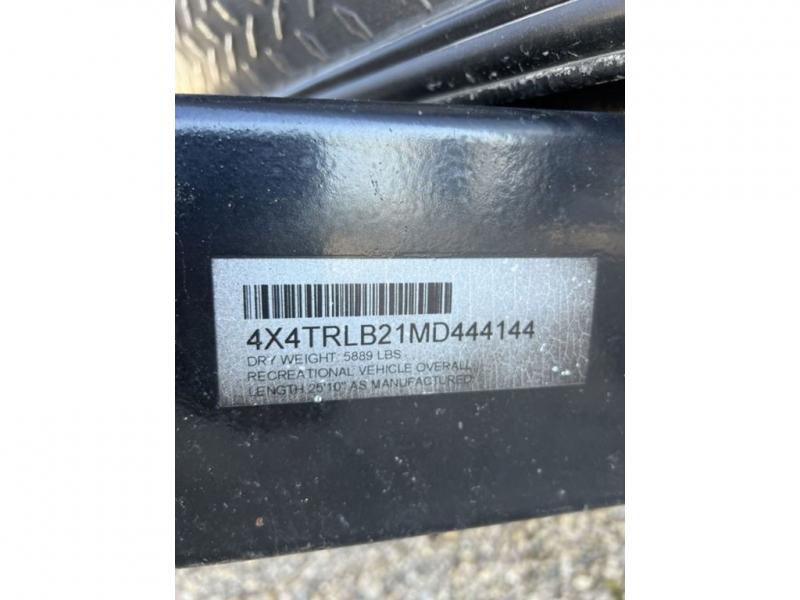 4X4TRLB21MD444144
DRY WEIGHT: 5889 LBS
RECREATIONAL VEHICLE OVERALL
LENGTH 25'10" AS MANUFACTURED